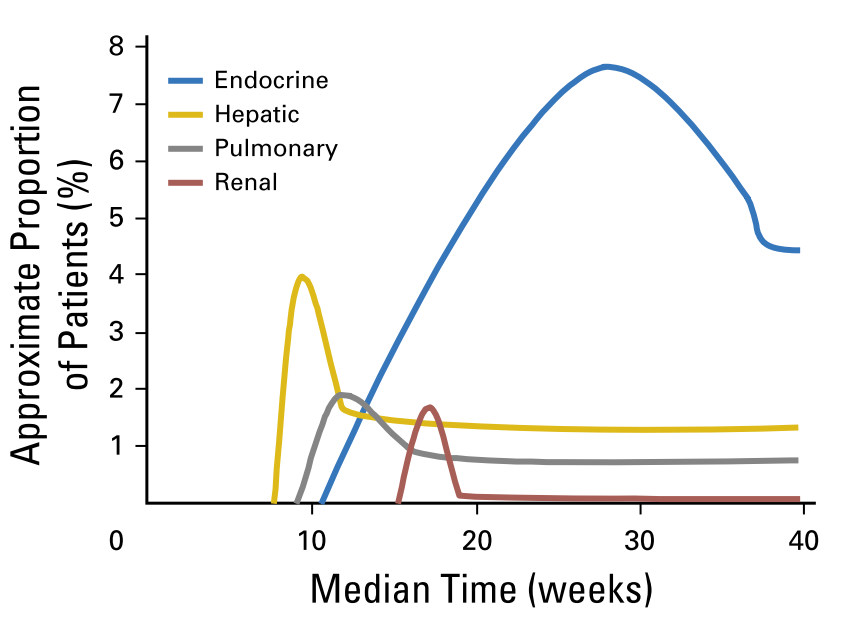 Approximate Proportion
of Patients (%)
8
7
6
5
4
3
2
1
0
Endocrine
Hepatic
Pulmonary
Renal
10 20 30 40
Median Time (weeks)